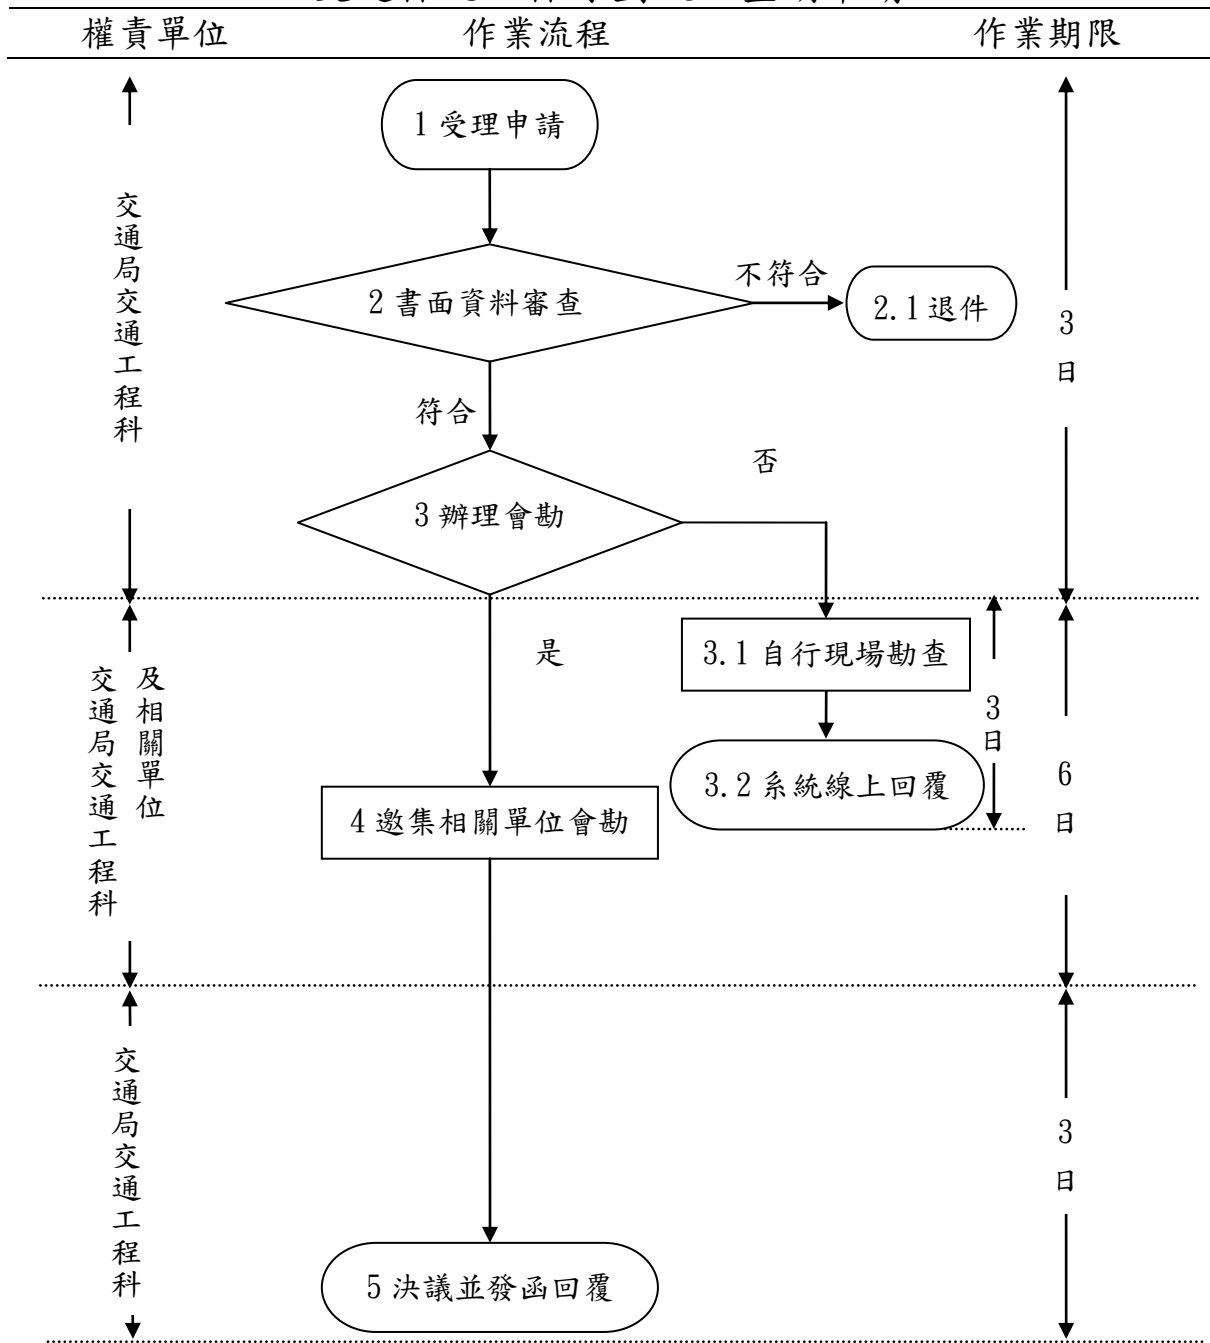 權責單位 作業流程 作業期限
1 受理申請
交通局交通工程科
2 書面資料審查
不符合
2.1 退件
3
日
符合
3 辦理會勘
否
是
3.1 自行現場勘查
交通局交通工程科
及相關單位
3
日
3.2 系統線上回覆
6
日
4 邀集相關單位會勘
交通局交通工程科
3
日
5 決議並發函回覆